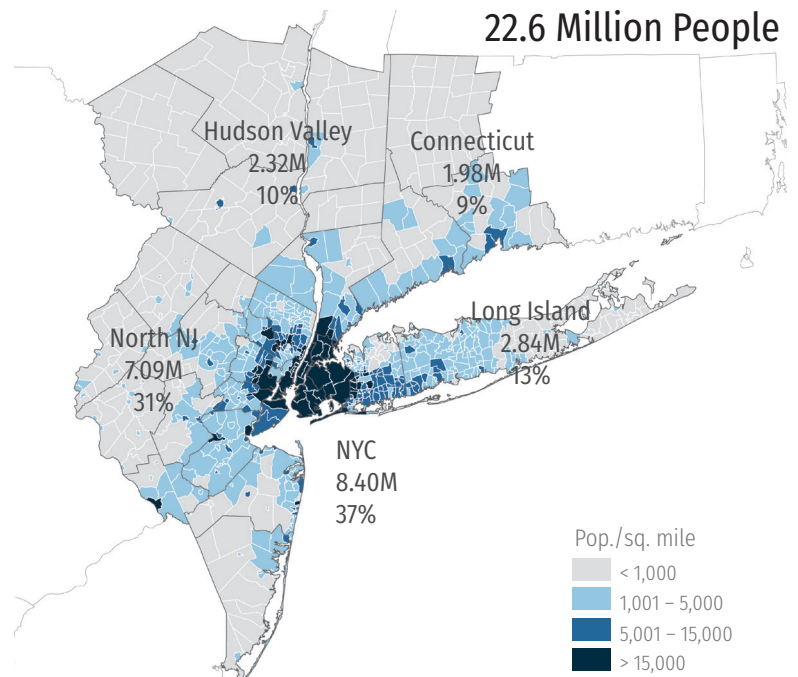 22.6 Million People
Hudson Valley
2.32M
10%
Connecticut
1.98M
9%
Long Island
2.84M
13%
North NJ
7.09M
31%
NYC
8.40M
37%
Pop./sq. mile
< 1,000
1,001 – 5,000
5,001 – 15,000
> 15,000